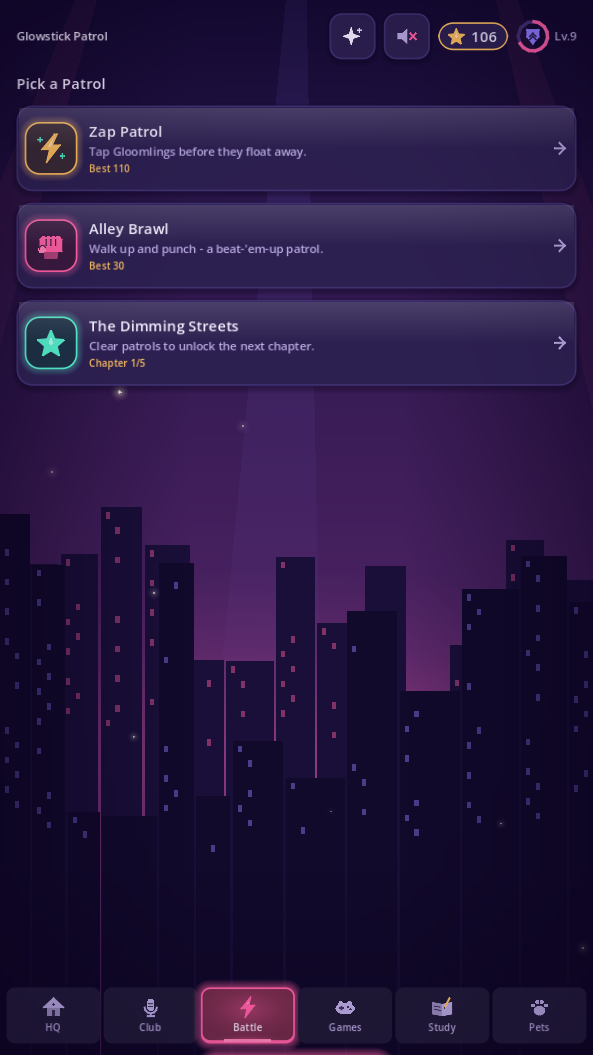 Glowstick Patrol
106
Lv.9
Pick a Patrol
Zap Patrol
Tap Gloomlings before they float away.
Best 110
Alley Brawl
Walk up and punch - a beat-'em-up patrol.
Best 30
The Dimming Streets
Clear patrols to unlock the next chapter.
Chapter 1/5
HQ
Club
Battle
Games
Study
Pets